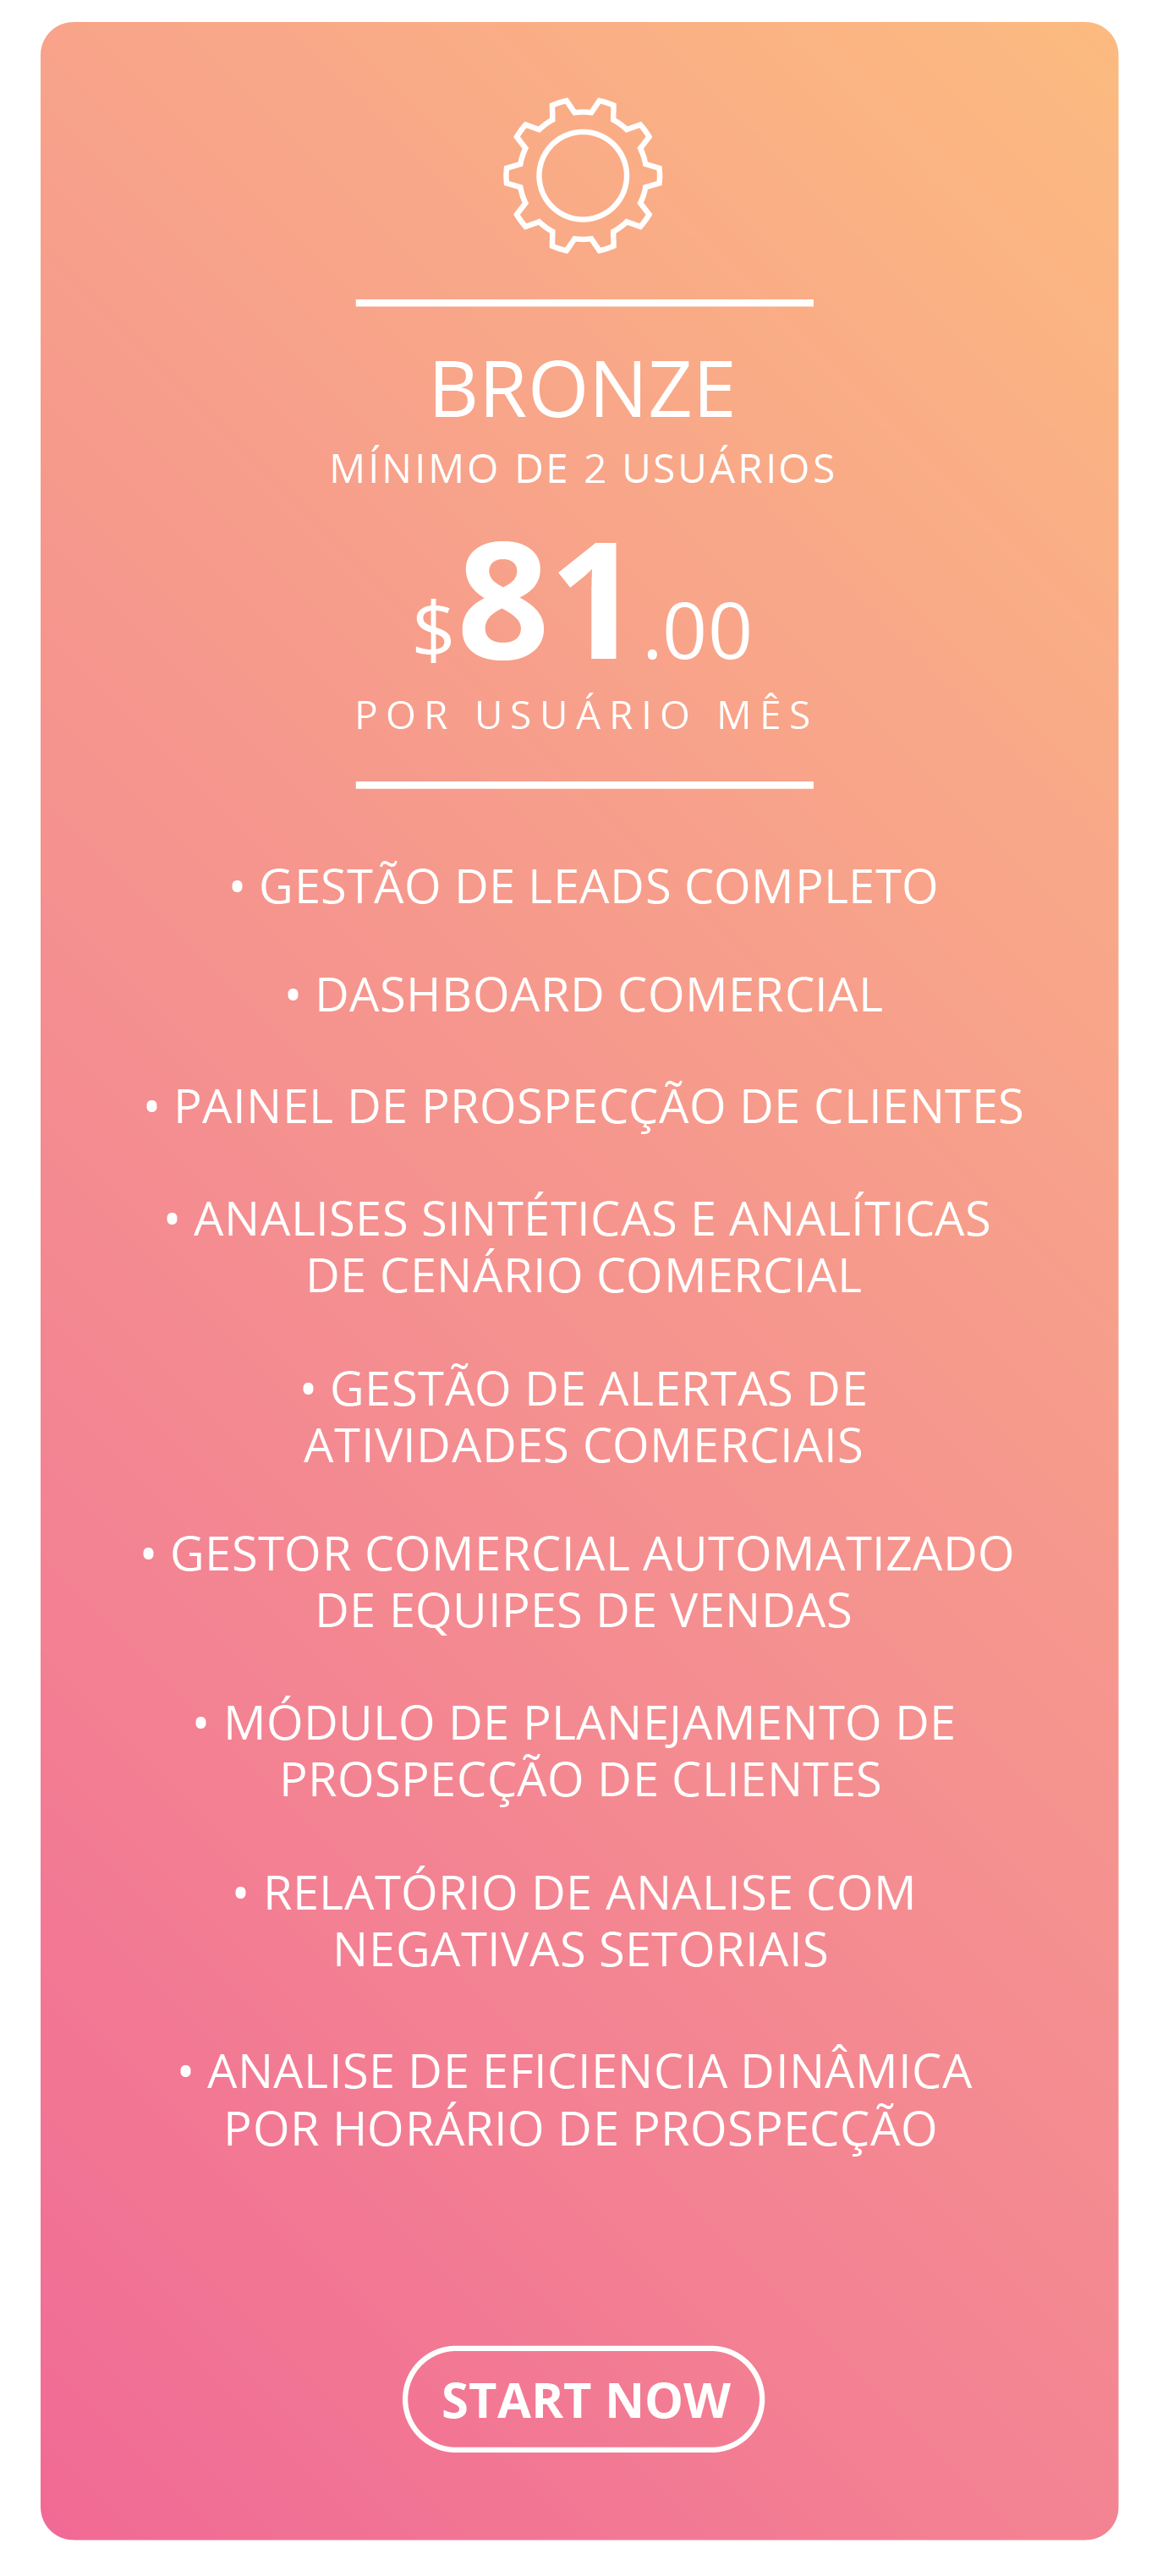 BRONZE
MÍNIMO DE 2 USUÁRIOS
$81.00
POR USUÁRIO MÊS
• GESTÃO DE LEADS COMPLETO
• DASHBOARD COMERCIAL
• PAINEL DE PROSPECÇÃO DE CLIENTES
• ANALISES SINTÉTICAS E ANALÍTICAS
DE CENÁRIO COMERCIAL
• GESTÃO DE ALERTAS DE
ATIVIDADES COMERCIAIS
• GESTOR COMERCIAL AUTOMATIZADO
DE EQUIPES DE VENDAS
• MÓDULO DE PLANEJAMENTO DE
PROSPECÇÃO DE CLIENTES
• RELATÓRIO DE ANALISE COM
NEGATIVAS SETORIAIS
• ANALISE DE EFICIENCIA DINÂMICA
POR HORÁRIO DE PROSPECÇÃO
START NOW